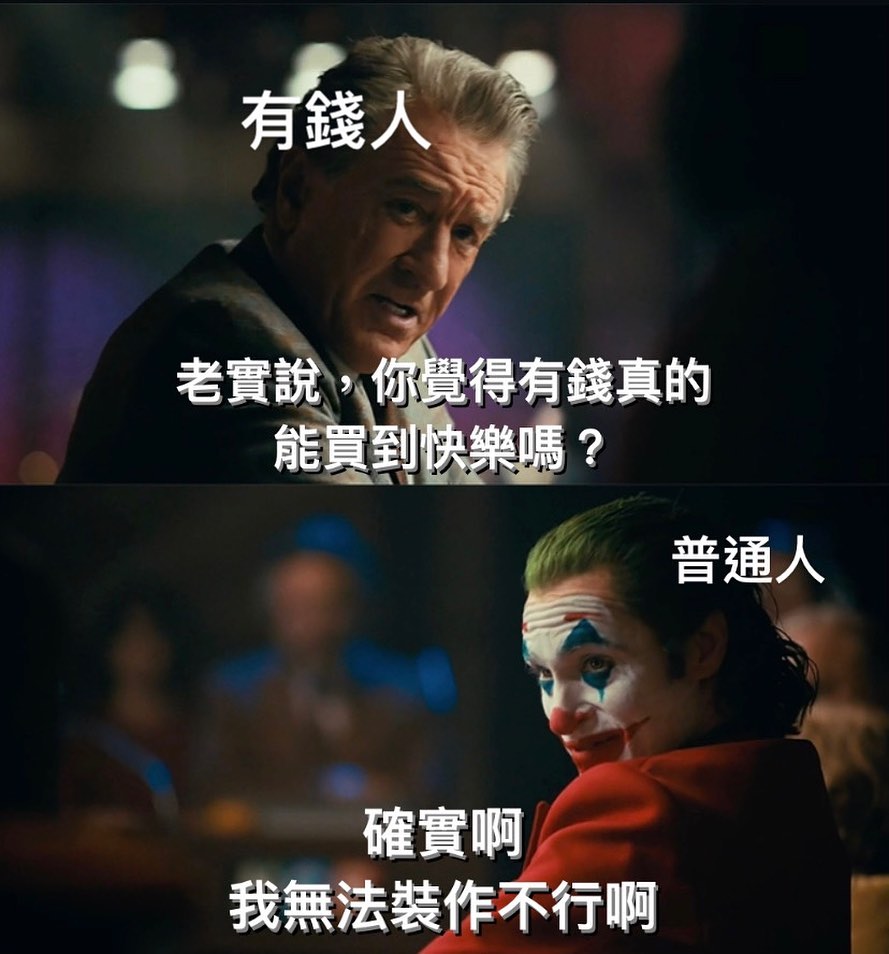 有錢人
老實說，你覺得有錢真的
能買到快樂嗎？
普通人
確實啊
我無法裝作不行啊